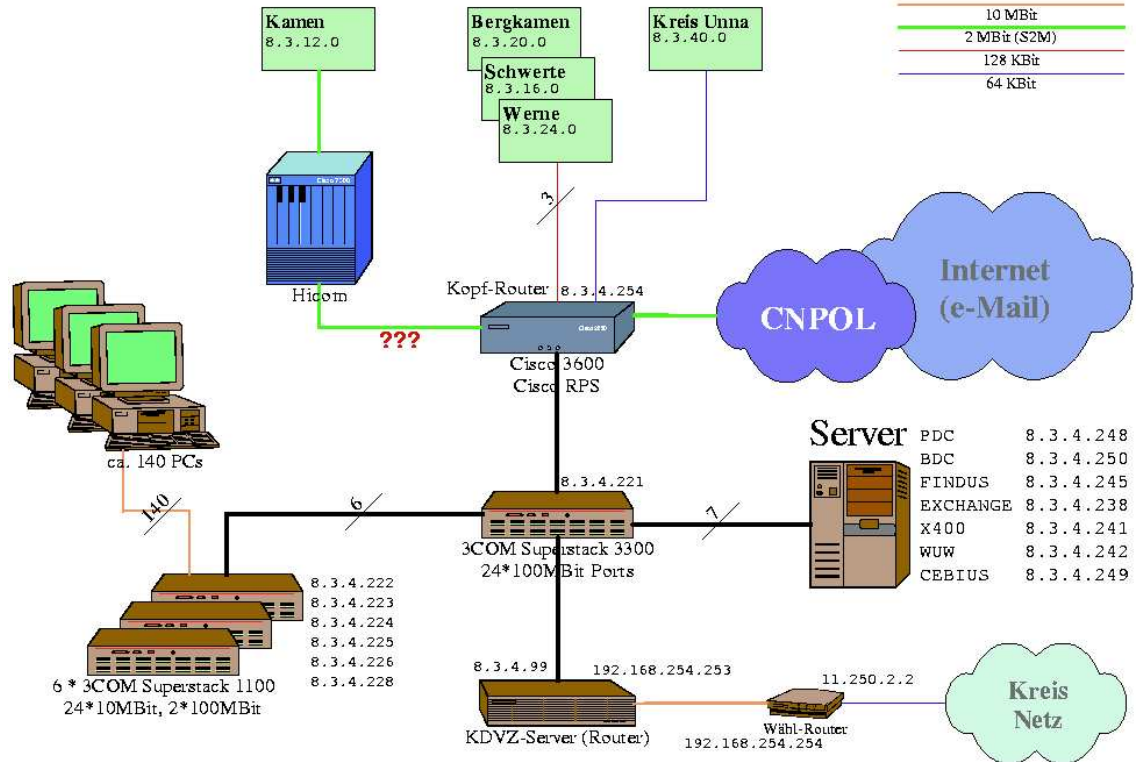 Kamen
8.3.12.0
Bergkamen
8.3.20.0
Schwerte
8.3.16.0
Werne
8.3.24.0
Kreis Unna
8.3.40.0
10 MBit
2 MBit (S2M)
128 KBit
64 KBit
3
Hicom
Kopf-Router
8.3.4.254
???
Cisco 3600
Cisco RPS
CNPOL
Internet
(e-Mail)
ca. 140 PCs
140
6
8.3.4.221
7
3COM Superstack 3300
24*100MBit Ports
Server
PDC 8.3.4.248
BDC 8.3.4.250
FINDUS 8.3.4.245
EXCHANGE 8.3.4.238
X400 8.3.4.241
WUW 8.3.4.242
CEBIUS 8.3.4.249
8.3.4.222
8.3.4.223
8.3.4.224
8.3.4.225
8.3.4.226
8.3.4.228
6 * 3COM Superstack 1100
24*10MBit, 2*100MBit
8.3.4.99
192.168.254.253
11.250.2.2
KDVZ-Server (Router)
Wähl-Router
192.168.254.254
Kreis
Netz